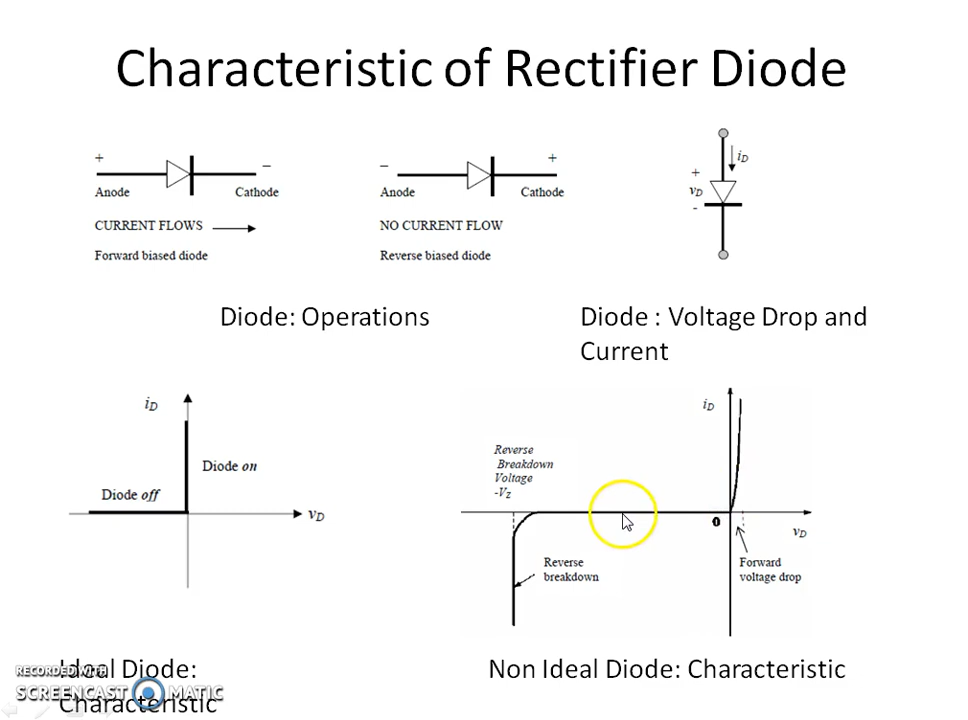 Characteristic of Rectifier Diode
+ −
Anode Cathode
CURRENT FLOWS
Forward biased diode
− +
Anode Cathode
NO CURRENT FLOW
Reverse biased diode
iD
+
vD
-
Diode: Operations
Diode : Voltage Drop and
Current
iD
Diode on
Diode off
vD
iD
Reverse
Breakdown
Voltage
-VZ
0
vD
Reverse
breakdown
Forward
voltage drop
Ideal Diode:
Characteristic
Non Ideal Diode: Characteristic
RECORDED WITH
SCREENCAST MATIC